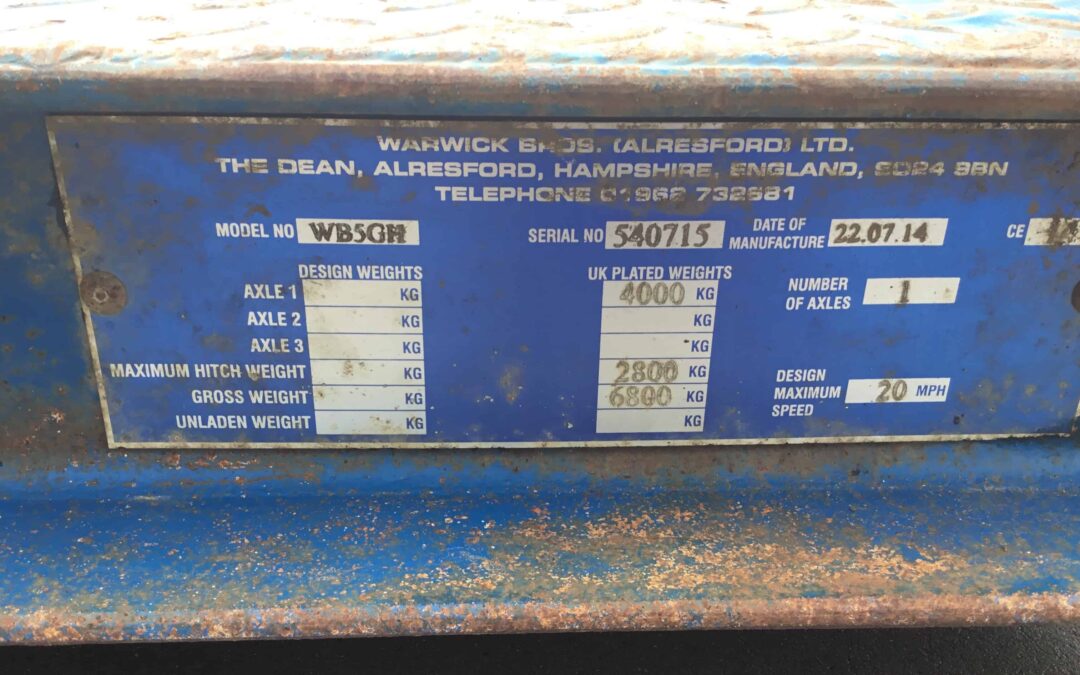 WARWICK BROS. (ALRESFORD) LTD.
THE DEAN, ALRESFORD, HAMPSHIRE, ENGLAND, SO24 9BN
TELEPHONE 01962 732681
MODEL NO WB5GH SERIAL NO 540715 DATE OF MANUFACTURE 22.07.14 CE
DESIGN WEIGHTS UK PLATED WEIGHTS
AXLE 1 KG 4000 KG NUMBER OF AXLES 1
AXLE 2 KG KG
AXLE 3 KG KG
MAXIMUM HITCH WEIGHT KG 2800 KG
GROSS WEIGHT KG 6800 KG DESIGN MAXIMUM SPEED 20 MPH
UNLADEN WEIGHT KG KG